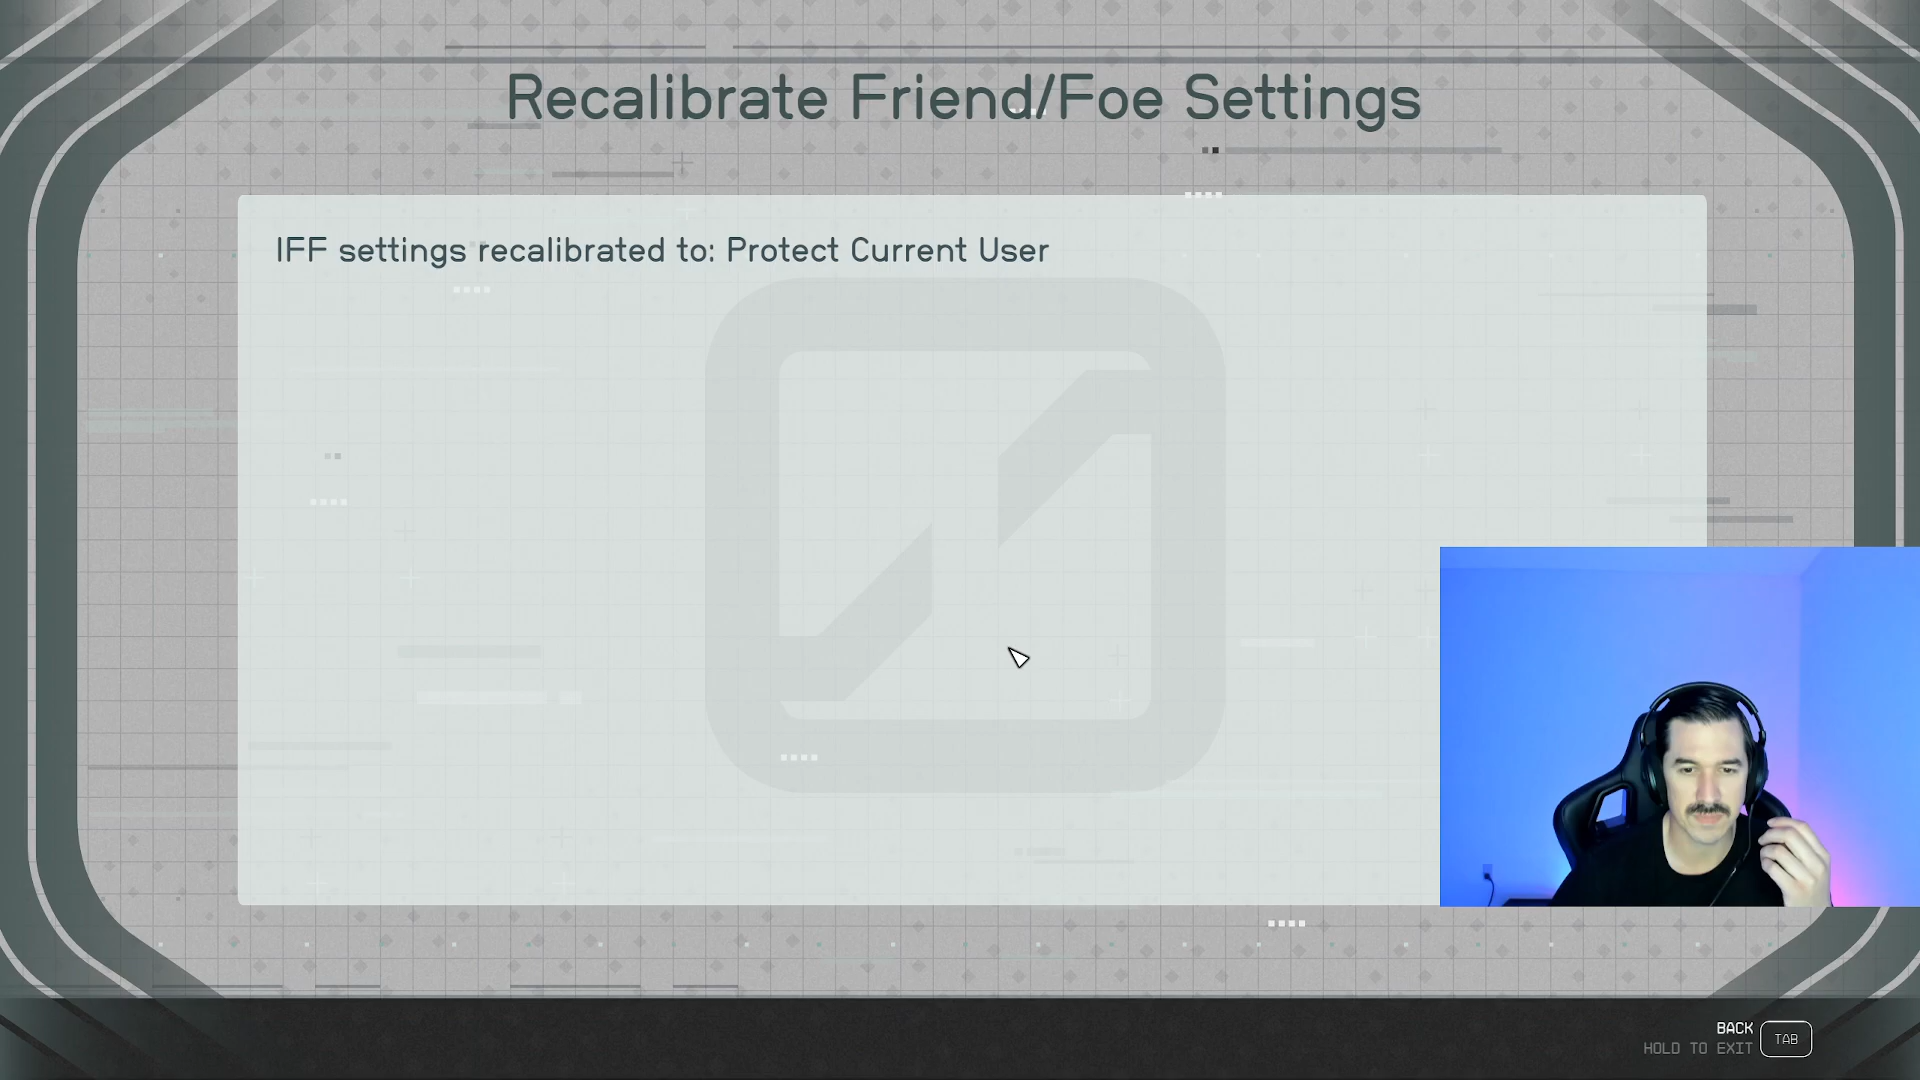 Recalibrate Friend/Foe Settings
IFF settings recalibrated to: Protect Current User
BACK
HOLD TO EXIT
TAB